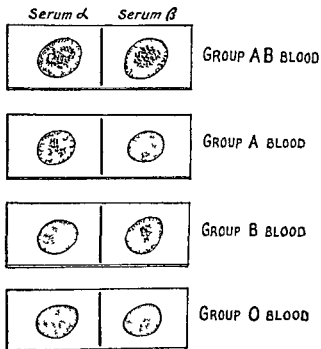 Serum α Serum β
GROUP AB BLOOD
GROUP A BLOOD
GROUP B BLOOD
GROUP O BLOOD